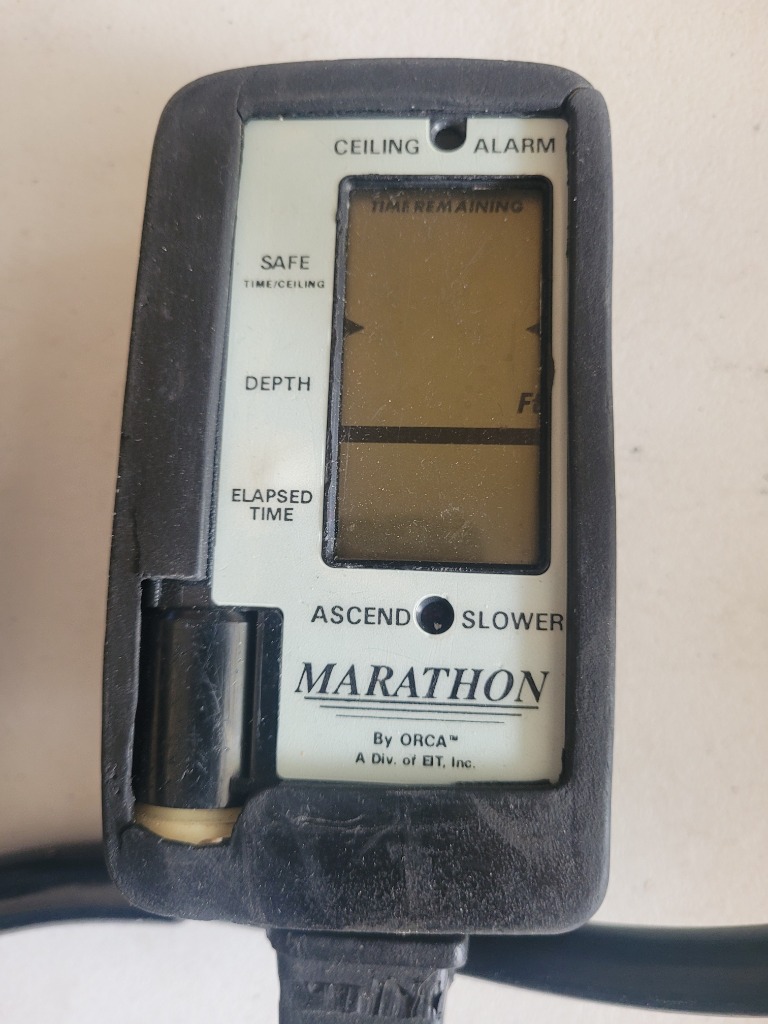 CEILING ALARM
TIME REMAINING
SAFE
TIME/CEILING
DEPTH
ELAPSED
TIME
ASCEND SLOWER
MARATHON
By ORCA™
A Div. of EIT, Inc.